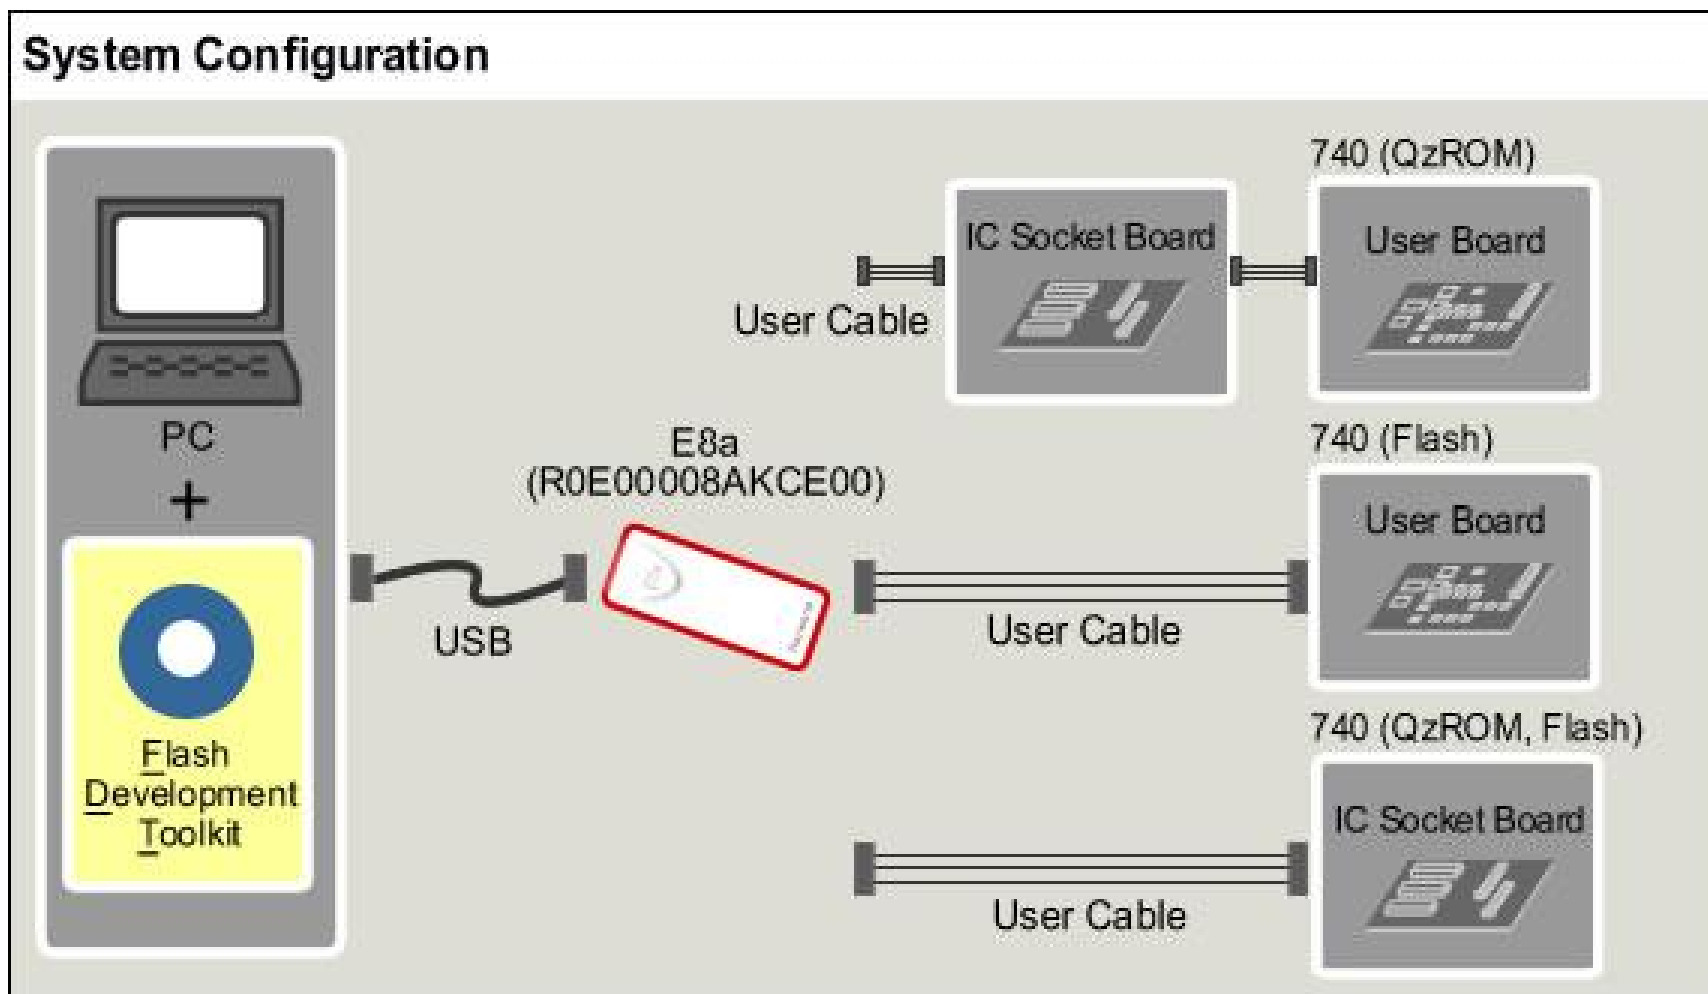 System Configuration
740 (QzROM)
IC Socket Board
User Board
User Cable
PC
+
E8a
(R0E00008AKCE00)
740 (Flash)
User Board
USB
User Cable
Flash
Development
Toolkit
740 (QzROM, Flash)
IC Socket Board
User Cable